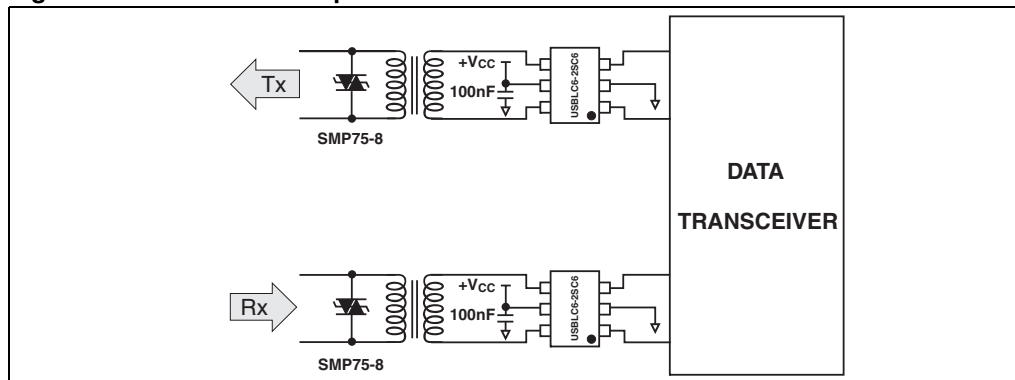 +Vcc
Tx
100nF
USBLC6-2SC6
SMP75-8
DATA
TRANSCEIVER
+Vcc
Rx
100nF
USBLC6-2SC6
SMP75-8